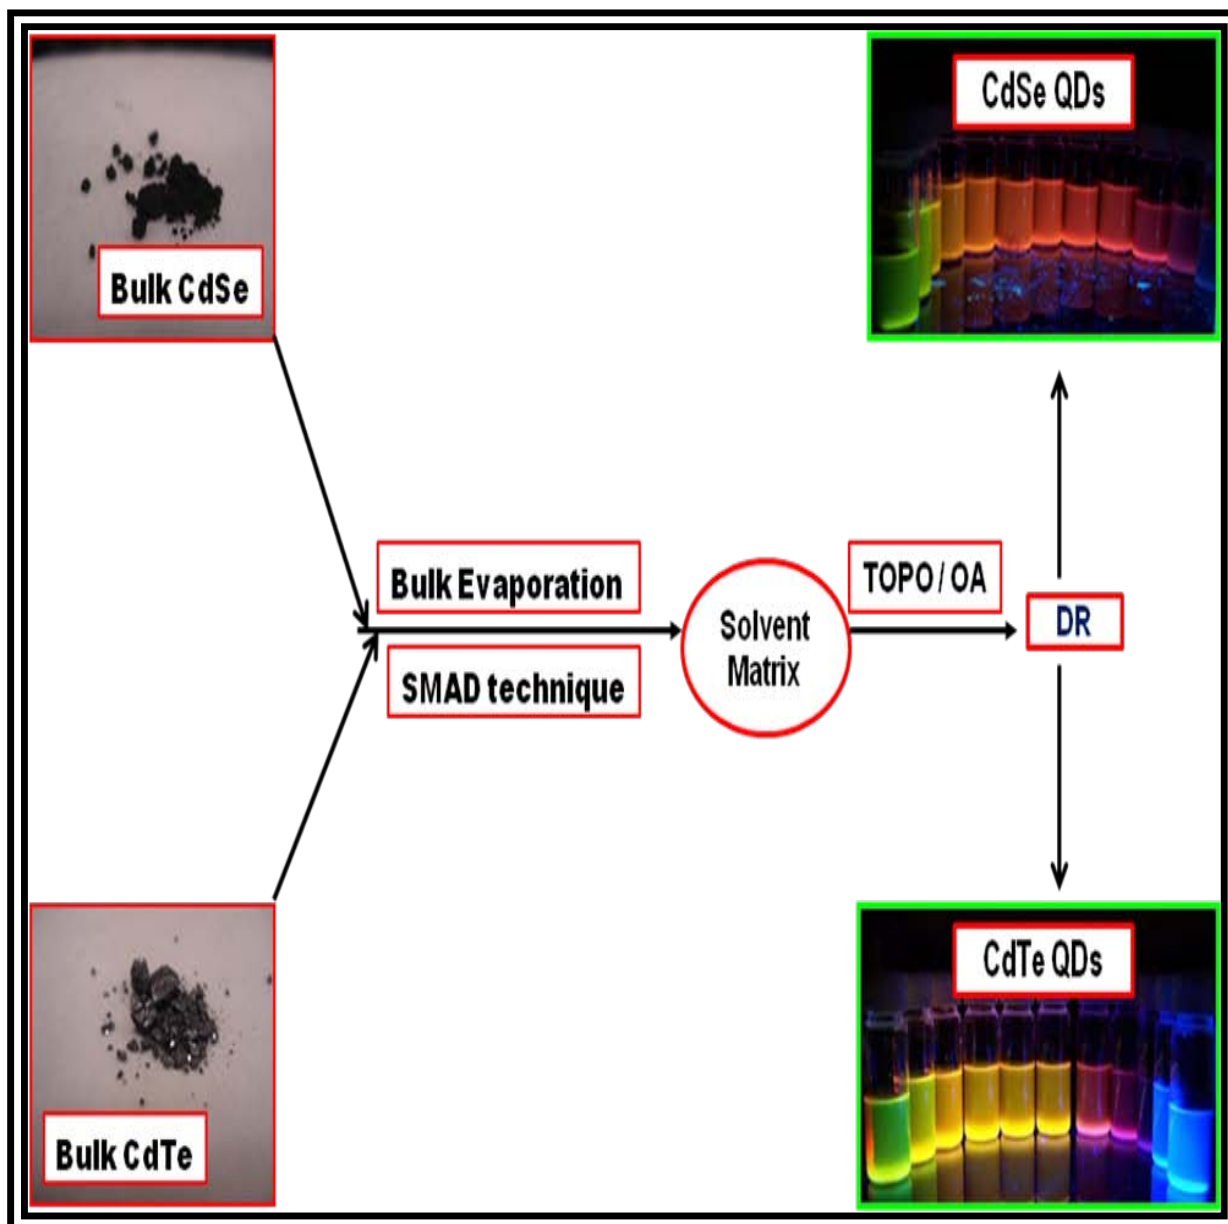 CdSe QDs
Bulk CdSe
Bulk Evaporation
SMAD technique
Solvent
Matrix
TOPO / OA
DR
CdTe QDs
Bulk CdTe